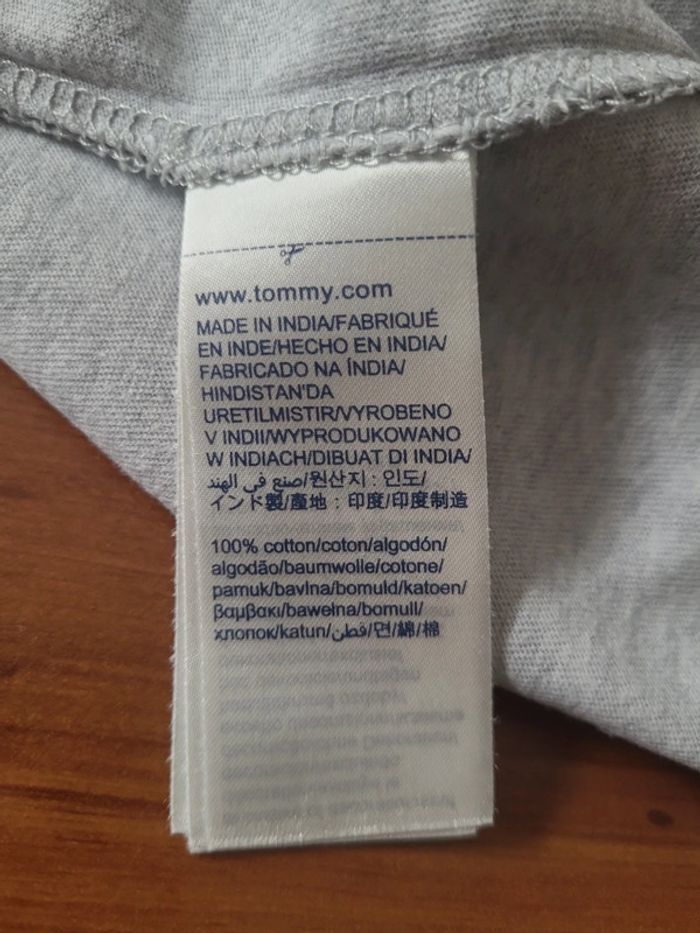 www.tommy.com
MADE IN INDIA/FABRIQUÉ
EN INDE/HECHO EN INDIA/
FABRICADO NA ÍNDIA/
HINDISTAN'DA
URETILMISTIR/VYROBENO
V INDII/WYPRODUKOWANO
W INDIACH/DIBUAT DI INDIA/
صنع في الهند/원산지 : 인도/
インド製/產地 : 印度/印度制造
100% cotton/coton/algodón/
algodão/baumwolle/cotone/
pamuk/bavlna/bomuld/katoen/
βαμβακι/bawełna/bomull/
хлопок/katun/قطن/면/綿/棉